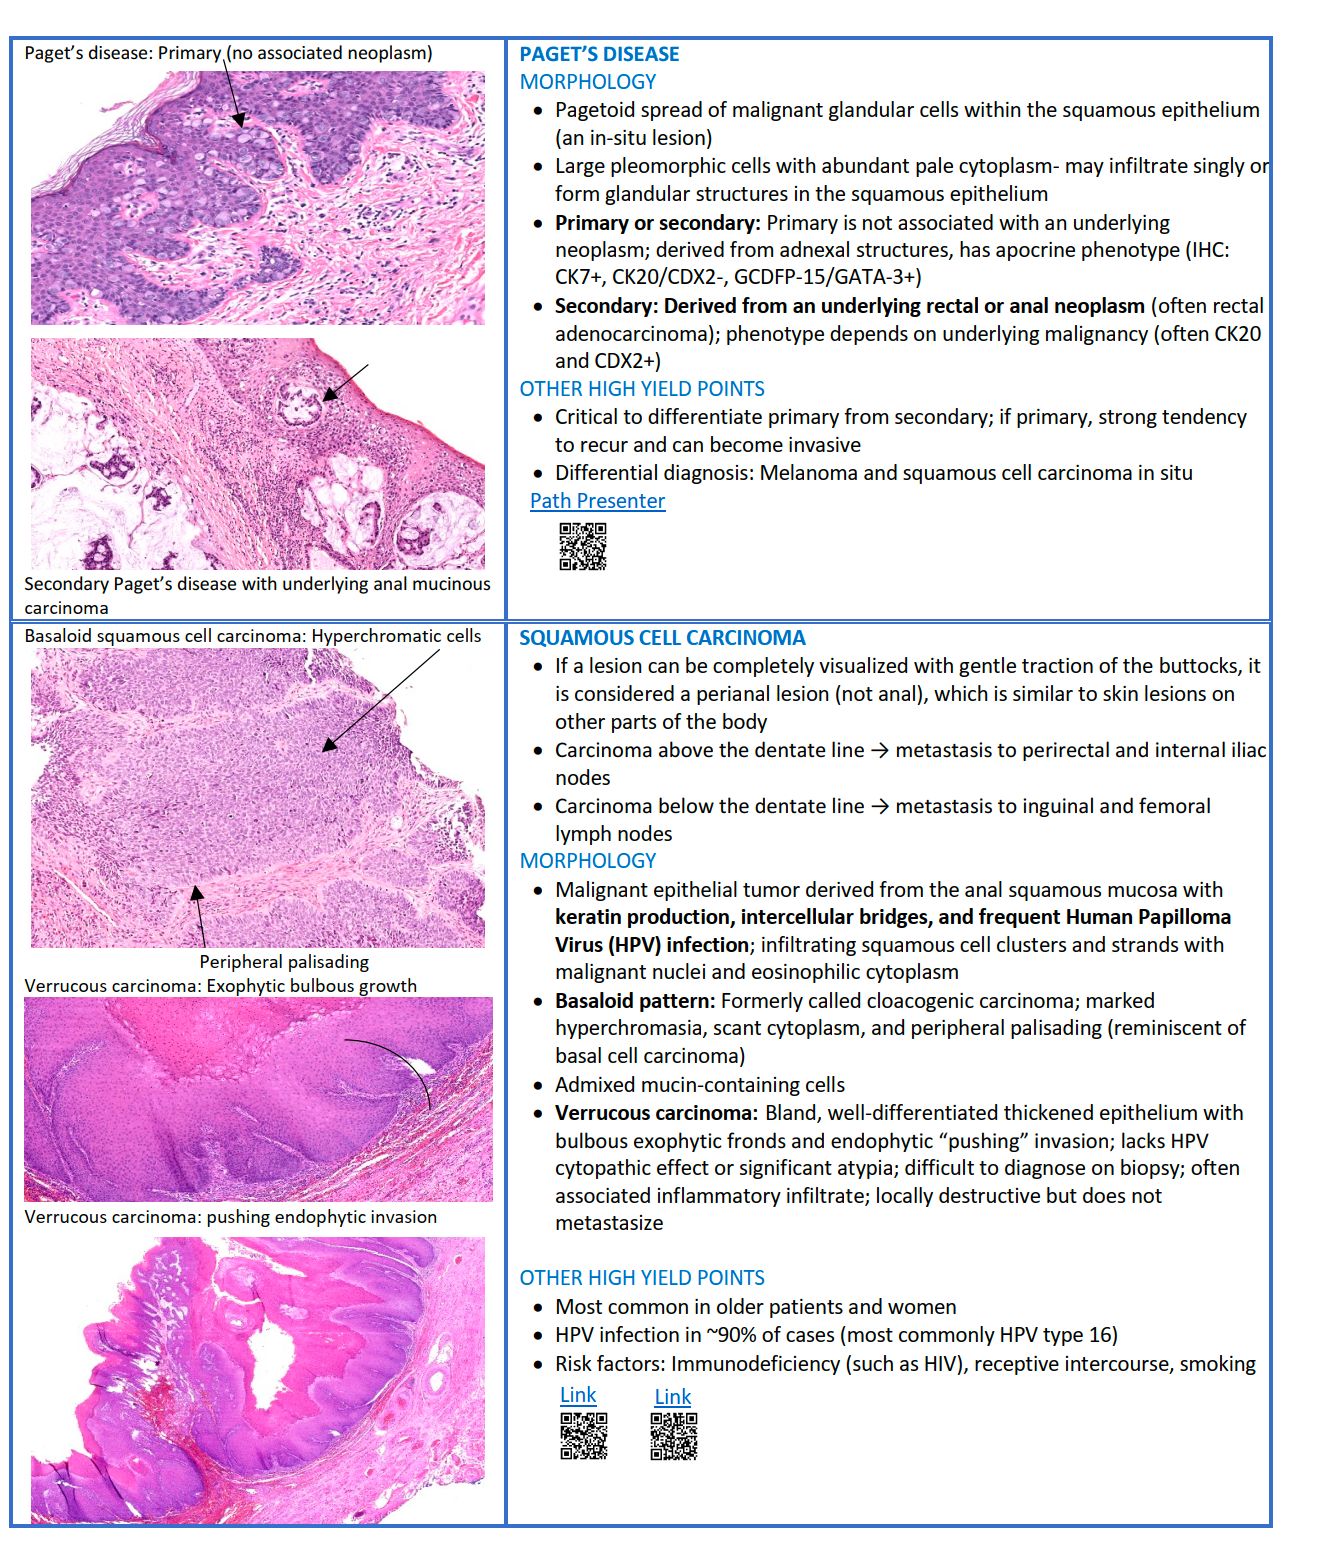 Paget’s disease: Primary (no associated neoplasm)
Secondary Paget’s disease with underlying anal mucinous
carcinoma
PAGET’S DISEASE
MORPHOLOGY
• Pagetoid spread of malignant glandular cells within the squamous epithelium
(an in-situ lesion)
• Large pleomorphic cells with abundant pale cytoplasm- may infiltrate singly or
form glandular structures in the squamous epithelium
• Primary or secondary: Primary is not associated with an underlying
neoplasm; derived from adnexal structures, has apocrine phenotype (IHC:
CK7+, CK20/CDX2-, GCDFP-15/GATA-3+)
• Secondary: Derived from an underlying rectal or anal neoplasm (often rectal
adenocarcinoma); phenotype depends on underlying malignancy (often CK20
and CDX2+)
OTHER HIGH YIELD POINTS
• Critical to differentiate primary from secondary; if primary, strong tendency
to recur and can become invasive
• Differential diagnosis: Melanoma and squamous cell carcinoma in situ
Path Presenter
Basaloid squamous cell carcinoma: Hyperchromatic cells
Peripheral palisading
Verrucous carcinoma: Exophytic bulbous growth
Verrucous carcinoma: pushing endophytic invasion
SQUAMOUS CELL CARCINOMA
• If a lesion can be completely visualized with gentle traction of the buttocks, it
is considered a perianal lesion (not anal), which is similar to skin lesions on
other parts of the body
• Carcinoma above the dentate line → metastasis to perirectal and internal iliac
nodes
• Carcinoma below the dentate line → metastasis to inguinal and femoral
lymph nodes
MORPHOLOGY
• Malignant epithelial tumor derived from the anal squamous mucosa with
keratin production, intercellular bridges, and frequent Human Papilloma
Virus (HPV) infection; infiltrating squamous cell clusters and strands with
malignant nuclei and eosinophilic cytoplasm
• Basaloid pattern: Formerly called cloacogenic carcinoma; marked
hyperchromasia, scant cytoplasm, and peripheral palisading (reminiscent of
basal cell carcinoma)
• Admixed mucin-containing cells
• Verrucous carcinoma: Bland, well-differentiated thickened epithelium with
bulbous exophytic fronds and endophytic “pushing” invasion; lacks HPV
cytopathic effect or significant atypia; difficult to diagnose on biopsy; often
associated inflammatory infiltrate; locally destructive but does not
metastasize
OTHER HIGH YIELD POINTS
• Most common in older patients and women
• HPV infection in ~90% of cases (most commonly HPV type 16)
• Risk factors: Immunodeficiency (such as HIV), receptive intercourse, smoking
Link Link